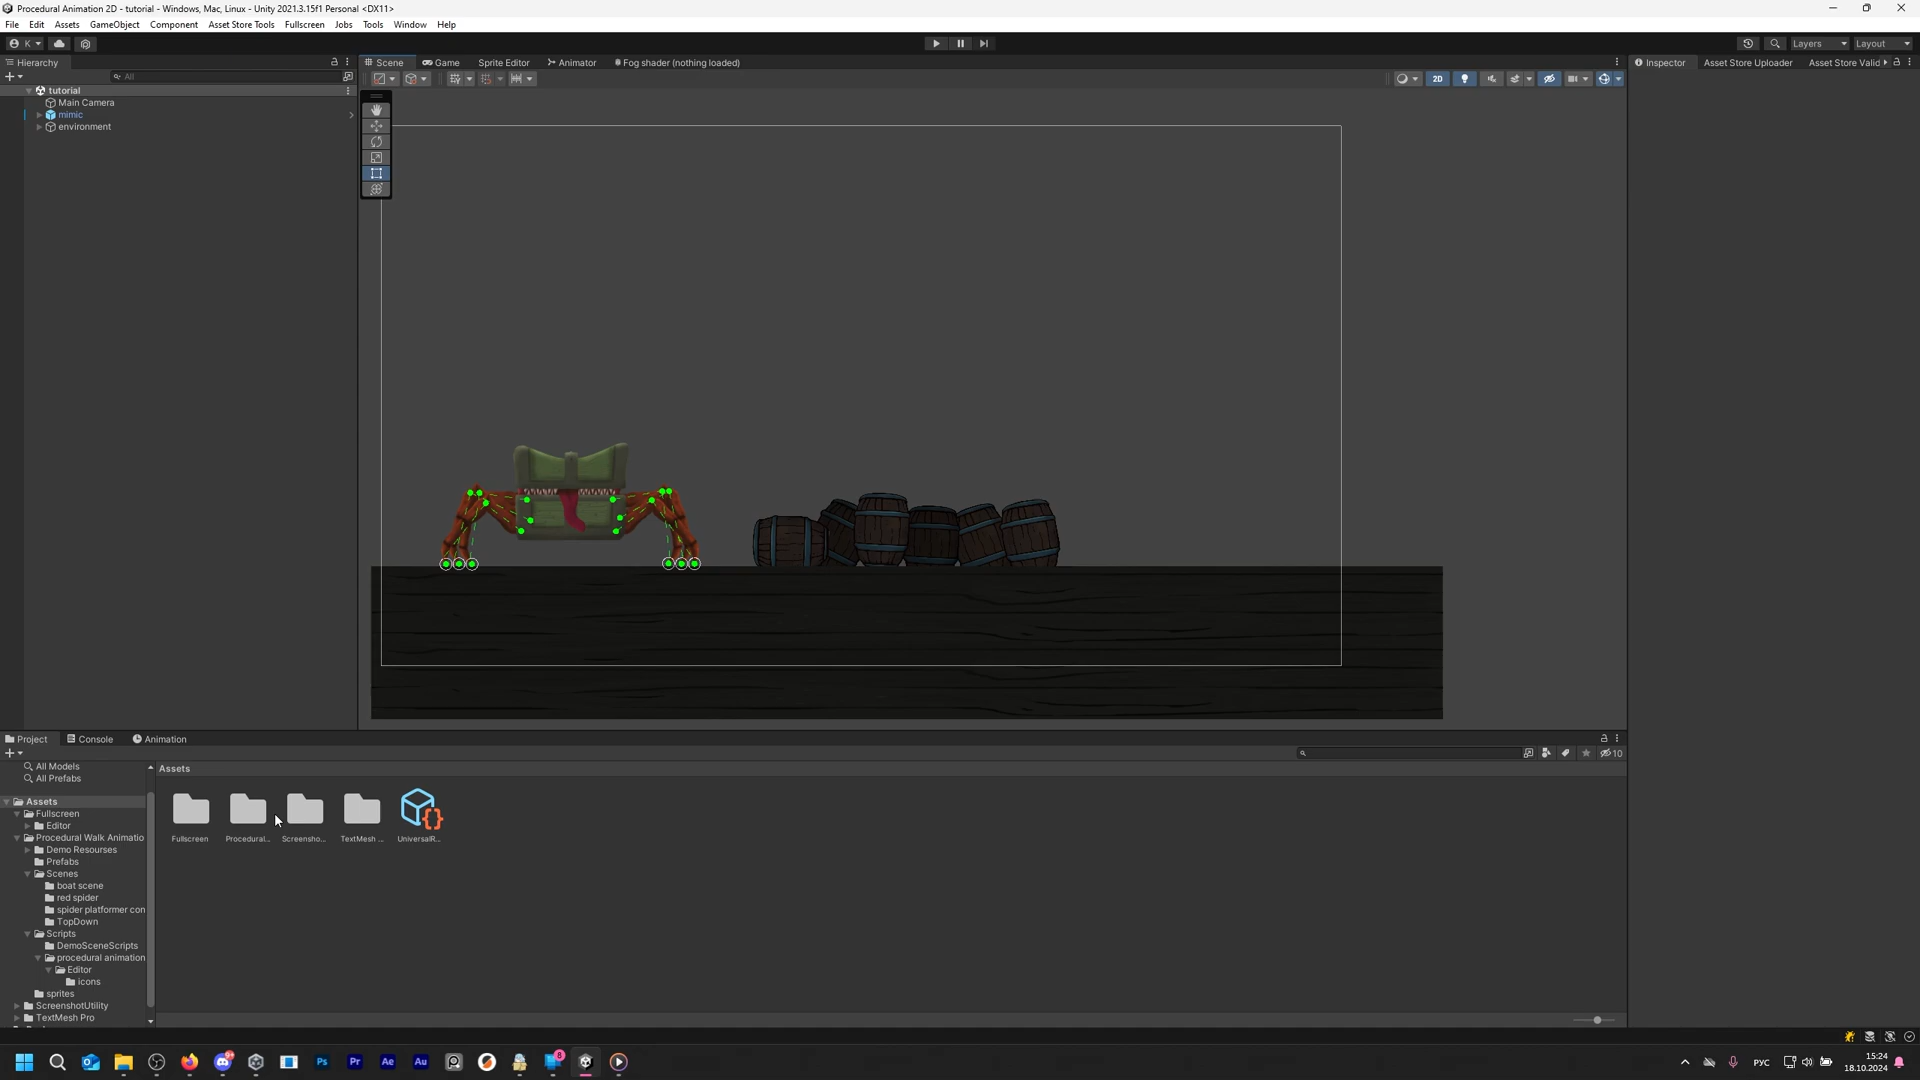 Procedural Animation 2D - tutorial - Windows, Mac, Linux - Unity 2021.3.15f1 Personal <DX11>
File Edit Assets GameObject Component Asset Store Tools Fullscreen Jobs Tools Window Help
K Layers Layout
Hierarchy Scene Game Sprite Editor Animator Fog shader (nothing loaded) Inspector Asset Store Uploader Asset Store Valid
All 2D
tutorial
Main Camera
mimic
environment
Project Console Animation
10
All Models
All Prefabs
Assets
Assets
Fullscreen
Editor
Procedural Walk Animatio
Demo Resourses
Prefabs
Scenes
boat scene
red spider
spider platformer con
TopDown
Scripts
DemoSceneScripts
procedural animation
Editor
icons
sprites
ScreenshotUtility
TextMesh Pro
Fullscreen Procedural... Screensho... TextMesh ... UniversalR...
Ps Pr Ae Au
РУС
15:24
18.10.2024